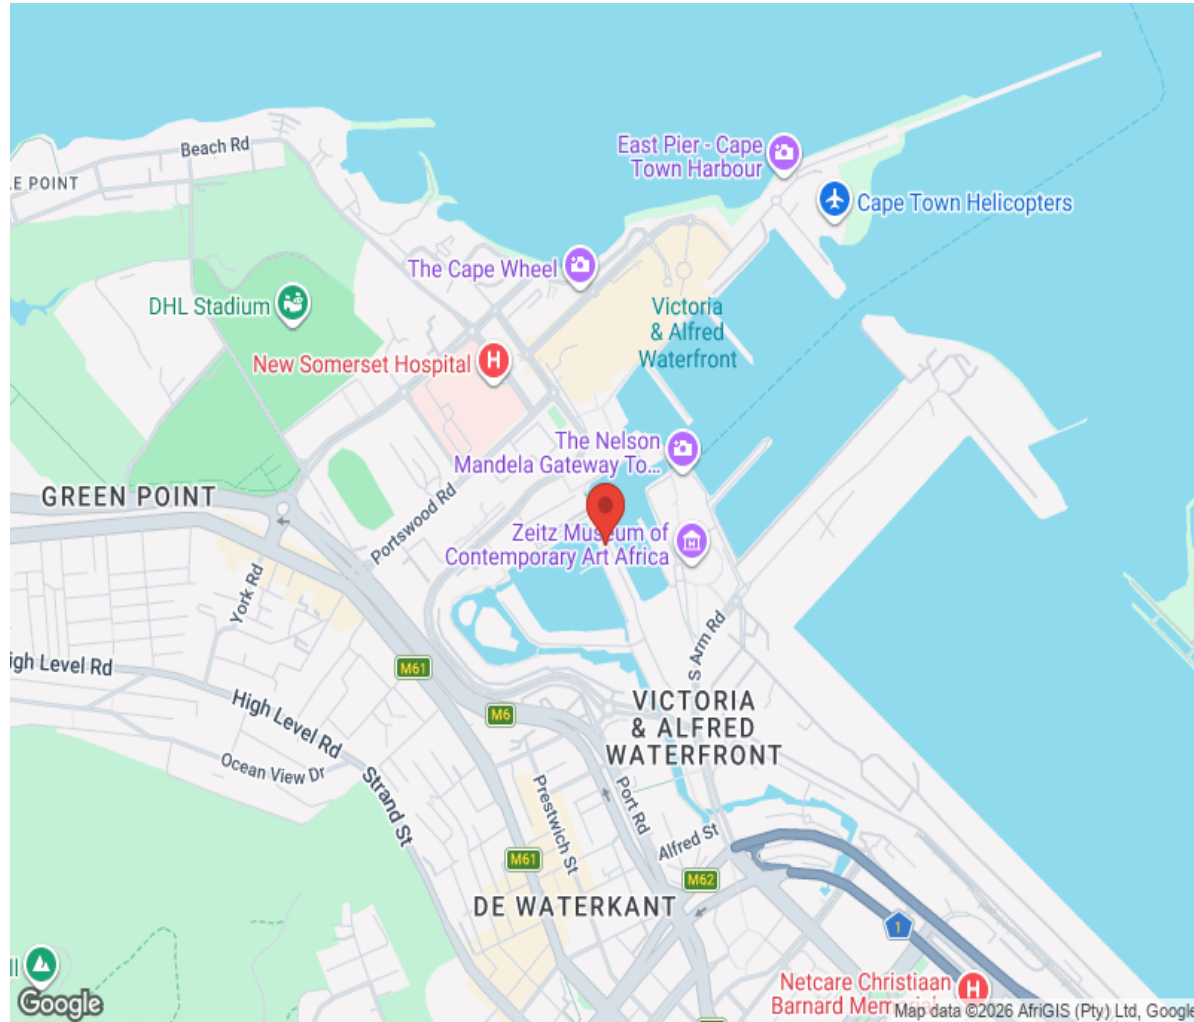 Beach Rd
E POINT
East Pier - Cape
Town Harbour
Cape Town Helicopters
The Cape Wheel
DHL Stadium
Victoria
& Alfred
Waterfront
New Somerset Hospital
The Nelson
Mandela Gateway To...
GREEN POINT
Portswood Rd
Zeitz Museum of
Contemporary Art Africa
York Rd
S Arm Rd
igh Level Rd
M61
High Level Rd
M6
VICTORIA
& ALFRED
WATERFRONT
Ocean View Dr
Strand St
Prestwich St
Port Rd
Alfred St
M61
M62
DE WATERKANT
1
ll
Netcare Christiaan
Barnard Memorial
Google
Map data ©2026 AfriGIS (Pty) Ltd, Google